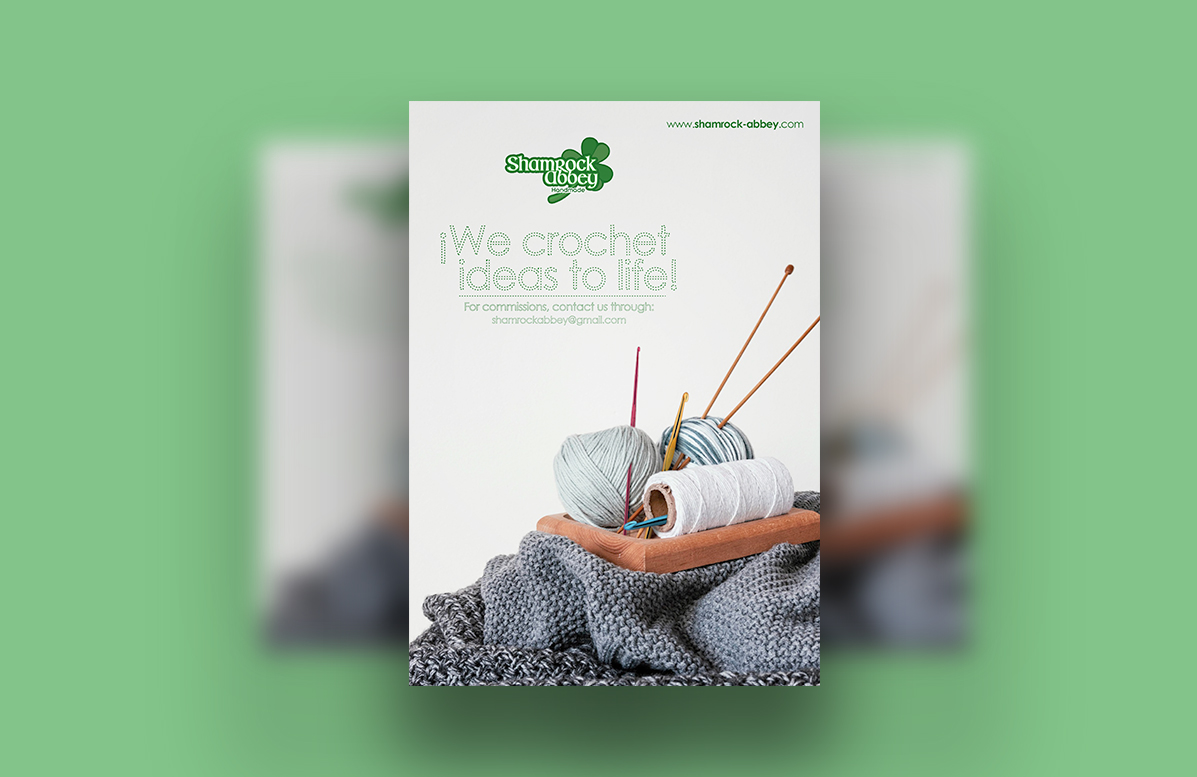 www.shamrock-abbey.com
Shamrock
abbey
Handmade
¡We crochet
ideas to life!
For commissions, contact us through:
shamrockabbey@gmail.com